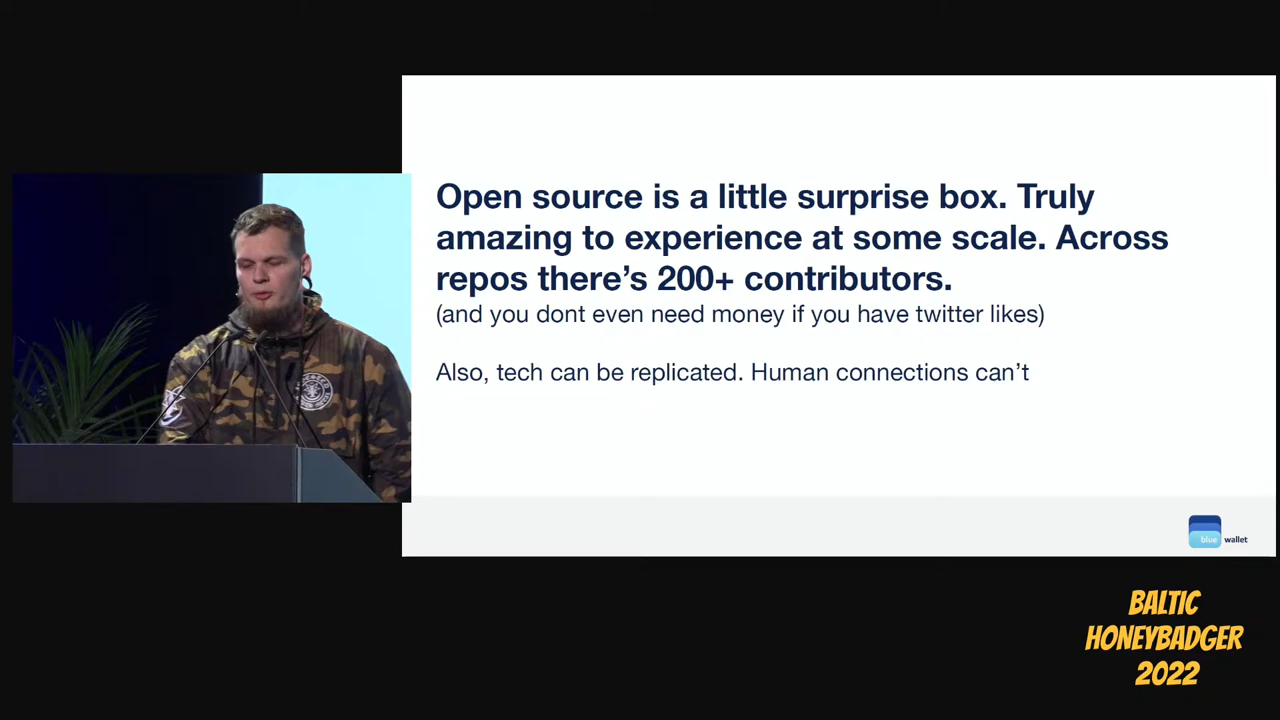 Open source is a little surprise box. Truly
amazing to experience at some scale. Across
repos there’s 200+ contributors.
(and you dont even need money if you have twitter likes)
Also, tech can be replicated. Human connections can’t
blue wallet
BALTIC
HONEYBADGER
2022